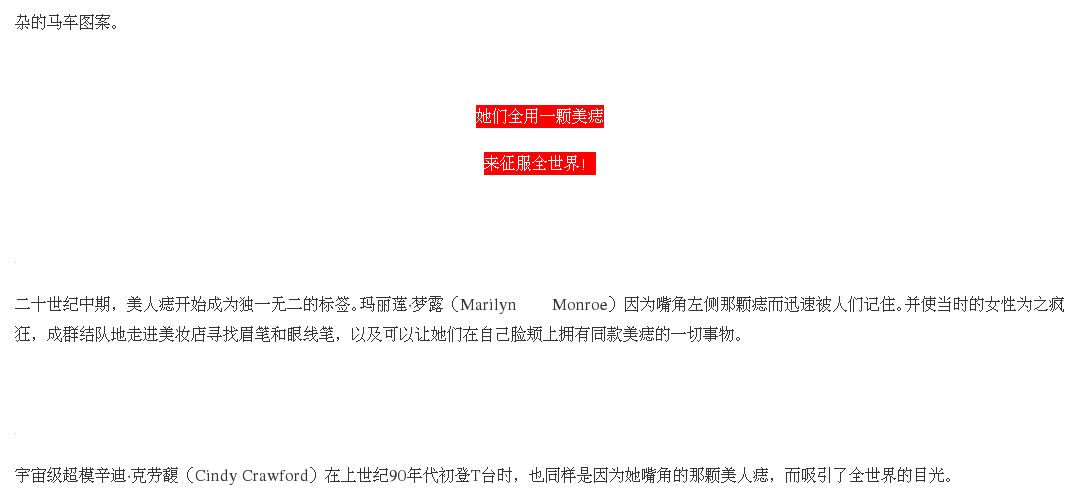 杂的马车图案。
她们全用一颗美痣
来征服全世界！
二十世纪中期，美人痣开始成为独一无二的标签。玛丽莲·梦露（Marilyn Monroe）因为嘴角左侧那颗痣而迅速被人们记住。并使当时的女性为之疯
狂，成群结队地走进美妆店寻找眉笔和眼线笔，以及可以让她们在自己脸颊上拥有同款美痣的一切事物。
宇宙级超模辛迪·克劳馥（Cindy Crawford）在上世纪90年代初登T台时，也同样是因为她嘴角的那颗美人痣，而吸引了全世界的目光。